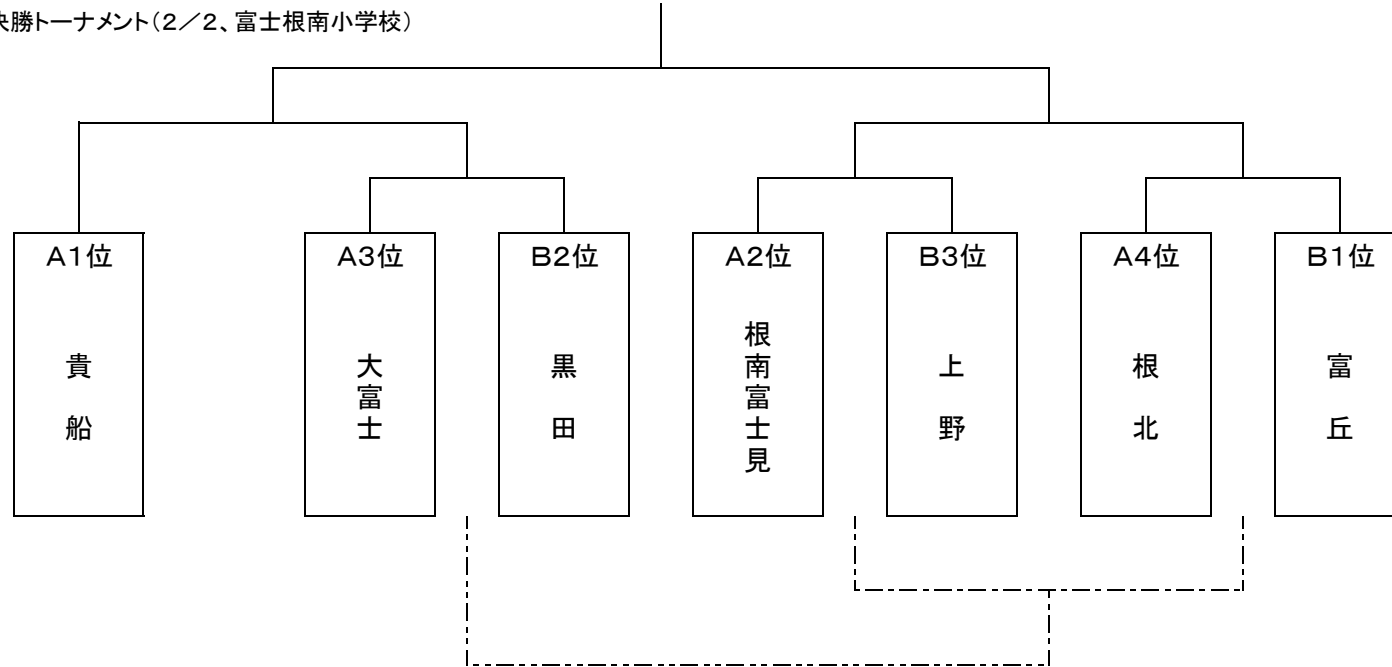 決勝トーナメント(2／2、富士根南小学校)
A1位
A3位
B2位
A2位
B3位
A4位
B1位
貴船
大富士
黒田
根南富士見
上野
根北
富丘